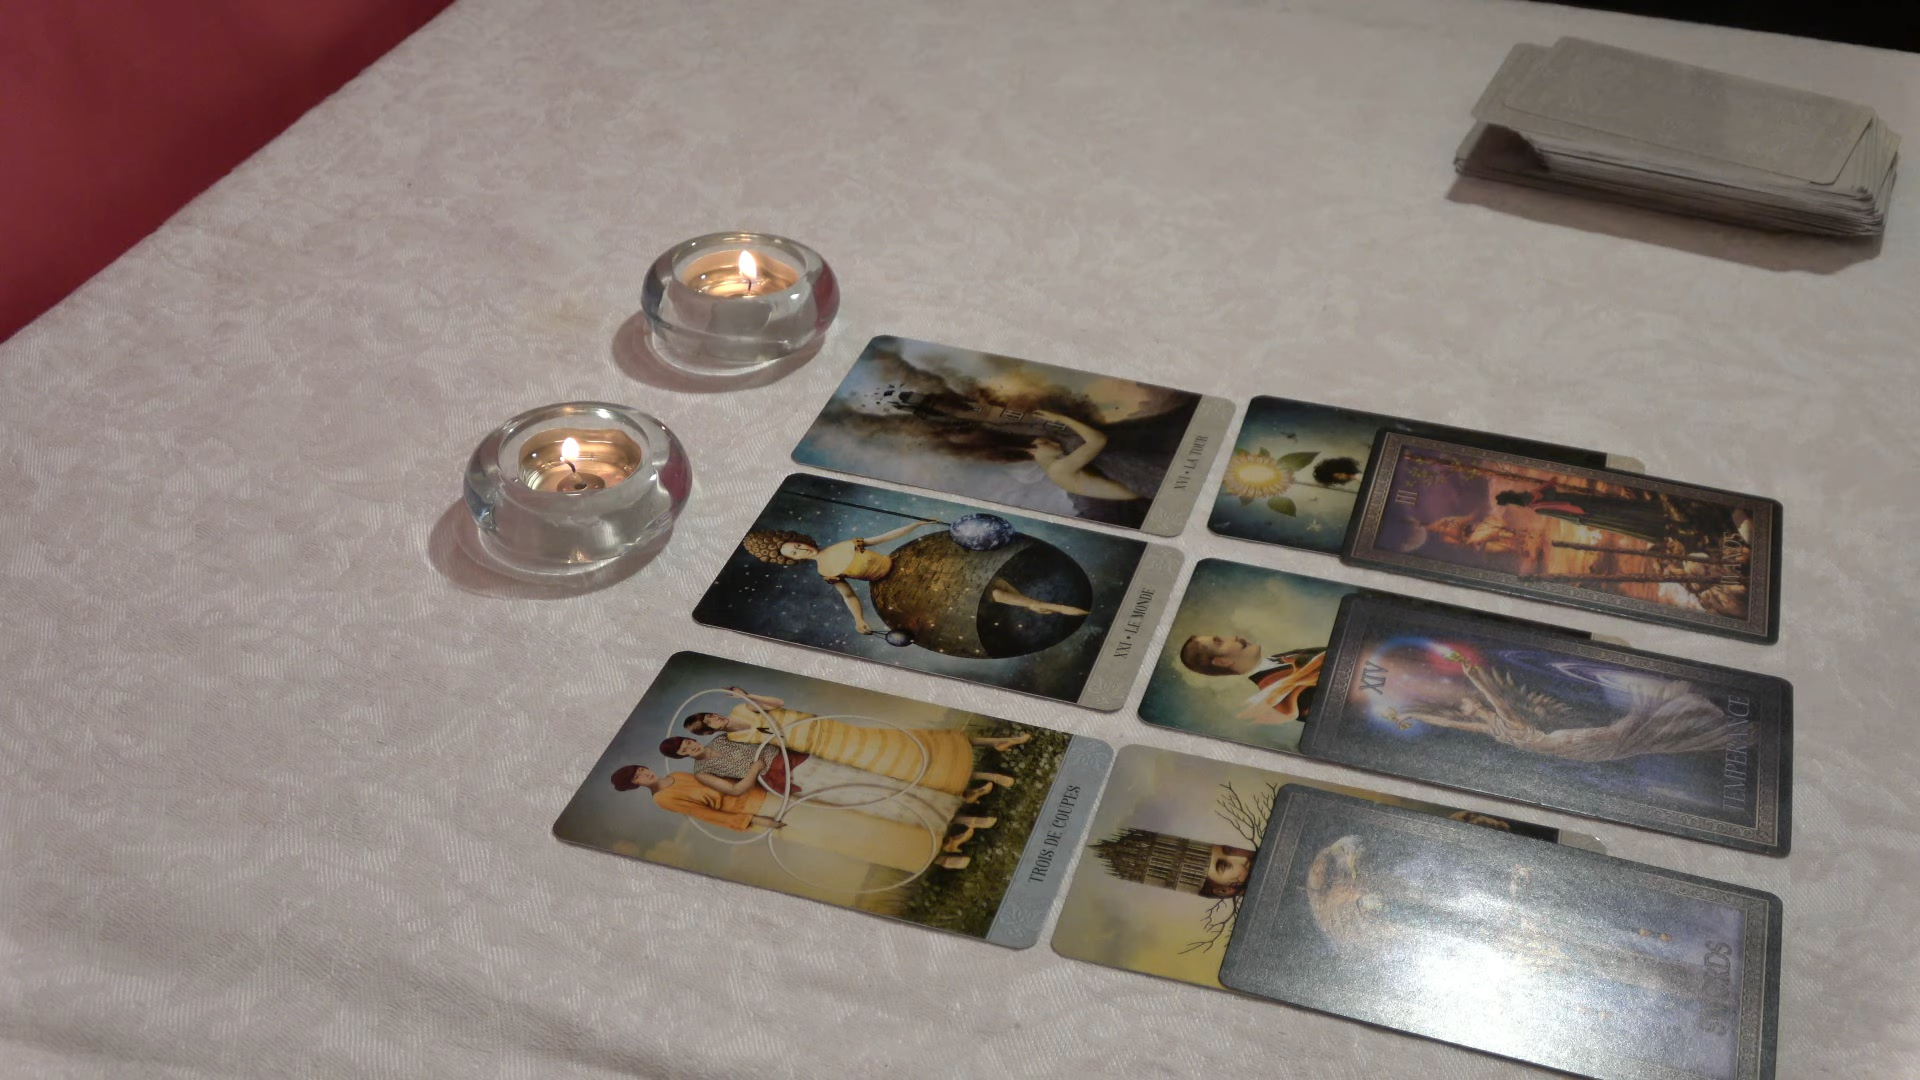 XVI • LA TOUR
XXI • LE MONDE
TROIS DE COUPES
III
WANDS
XIV
TEMPERANCE
SWORDS